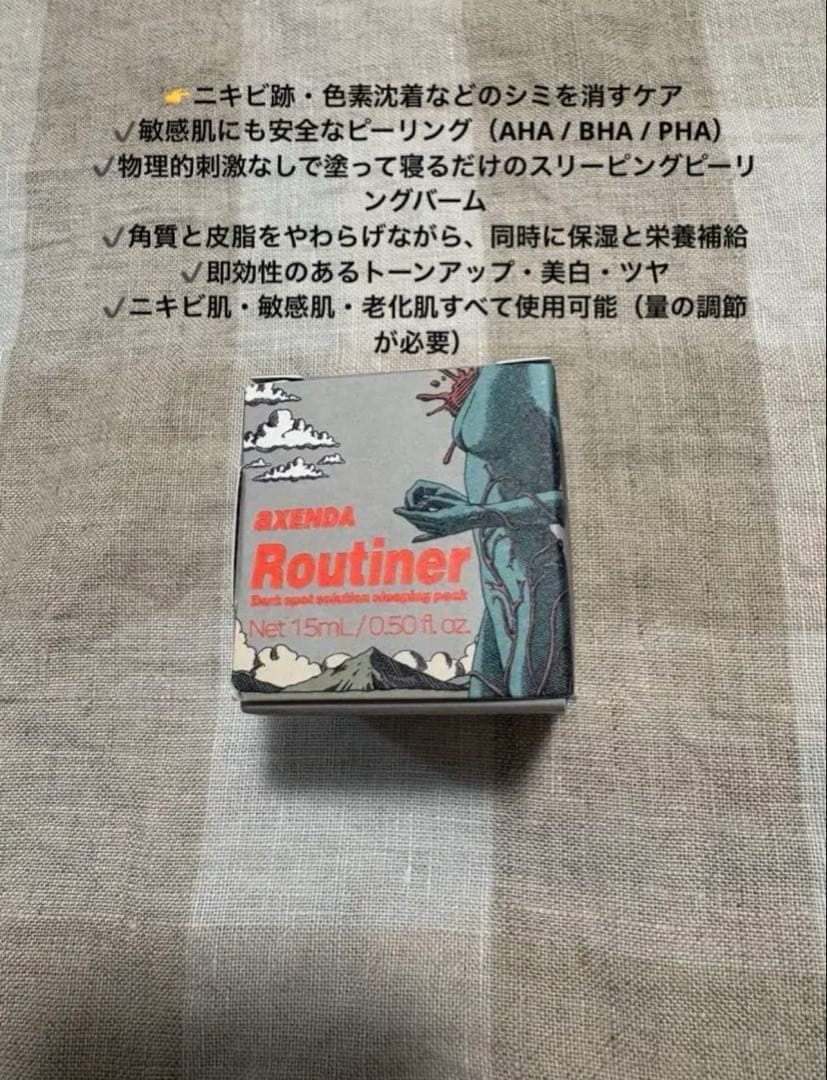 👉ニキビ跡・色素沈着などのシミを消すケア
✓敏感肌にも安全なピーリング（AHA / BHA / PHA）
✓物理的刺激なしで塗って寝るだけのスリーピングピーリ
ングバーム
✓角質と皮脂をやわらげながら、同時に保湿と栄養補給
✓即効性のあるトーンアップ・美白・ツヤ
✓ニキビ肌・敏感肌・老化肌すべて使用可能（量の調節
が必要）
aXENDA
Routiner
Dark spot solution sleeping pack
Net 15mL / 0.50 fl. oz.